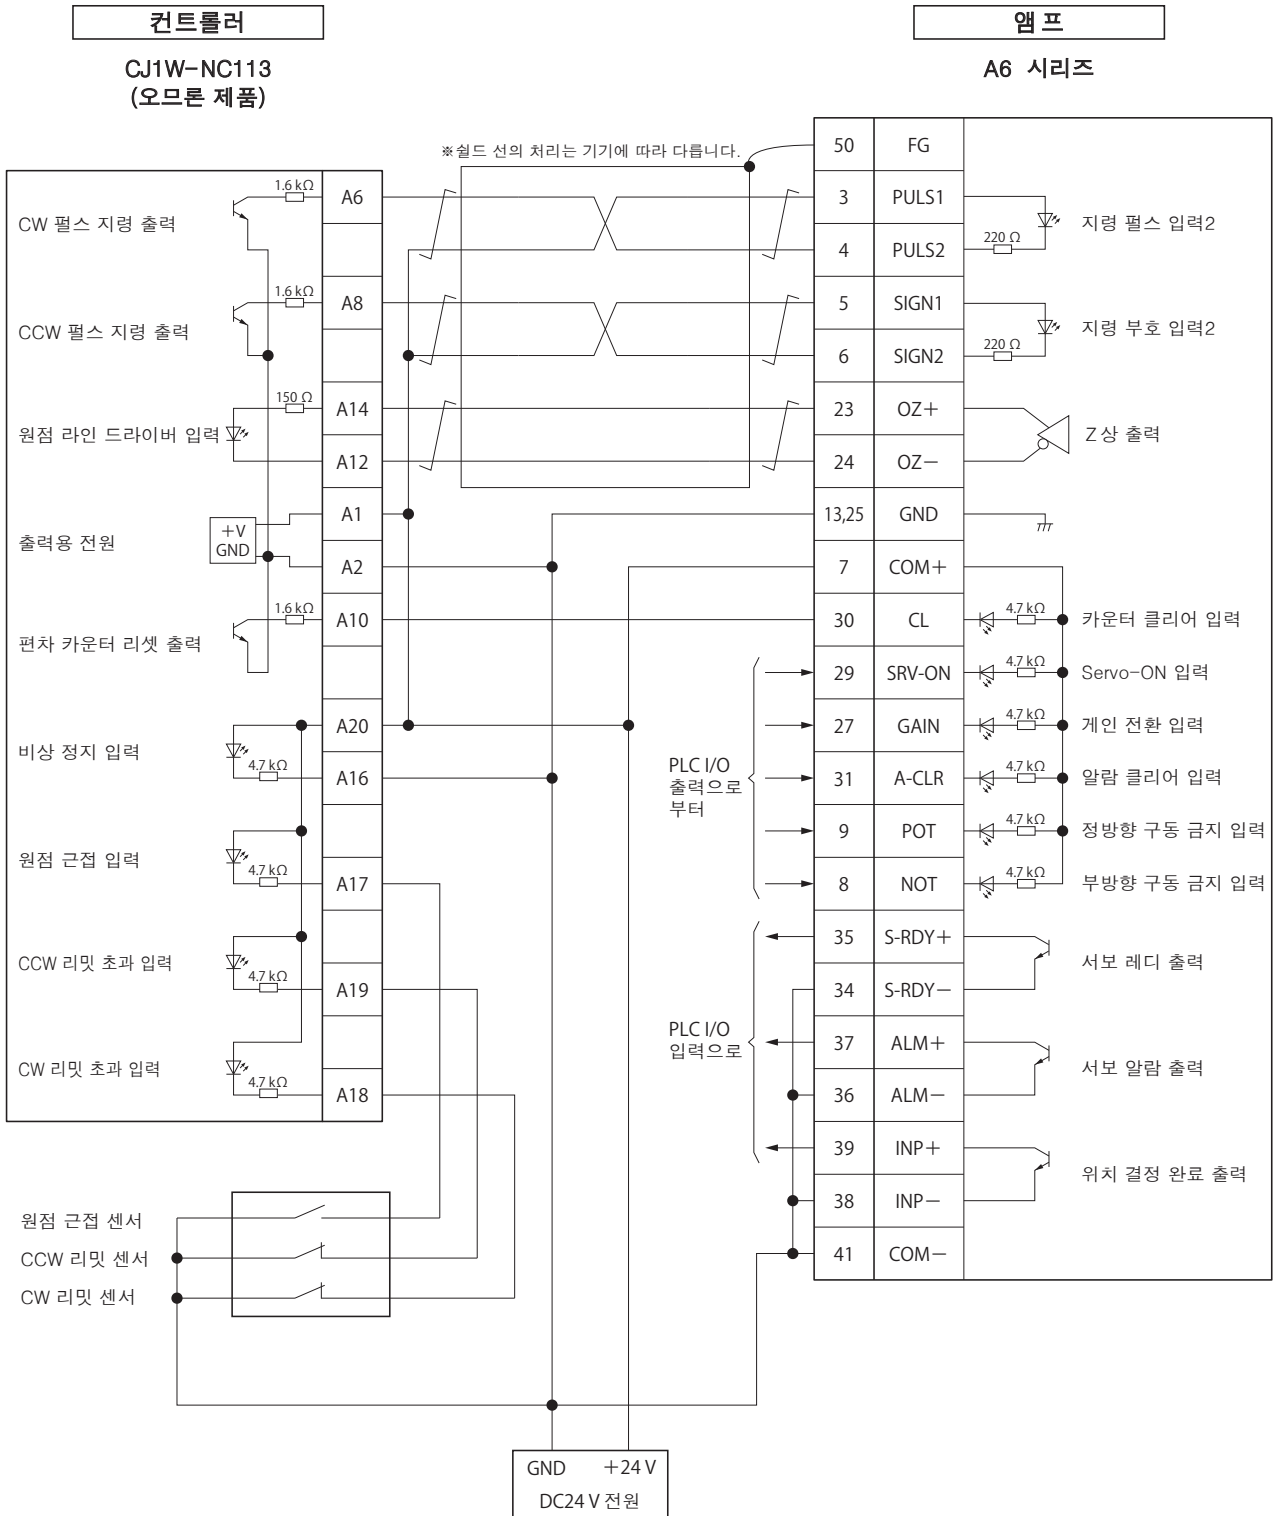 컨트롤러
앰프
CJ1W-NC113
(오므론 제품)
A6 시리즈
※쉴드 선의 처리는 기기에 따라 다릅니다.
50 FG
CW 펄스 지령 출력
1.6 kΩ
A6
3 PULS1
4 PULS2
220 Ω
지령 펄스 입력2
CCW 펄스 지령 출력
1.6 kΩ
A8
5 SIGN1
6 SIGN2
220 Ω
지령 부호 입력2
원점 라인 드라이버 입력
150 Ω
A14
A12
23 OZ+
24 OZ−
Z 상 출력
출력용 전원
+V
GND
A1
A2
13,25 GND
7 COM+
편차 카운터 리셋 출력
1.6 kΩ
A10
30 CL
4.7 kΩ
카운터 클리어 입력
29 SRV-ON
4.7 kΩ
Servo-ON 입력
비상 정지 입력
A20
4.7 kΩ
A16
PLC I/O
출력으로
부터
27 GAIN
4.7 kΩ
게인 전환 입력
31 A-CLR
4.7 kΩ
알람 클리어 입력
원점 근접 입력
4.7 kΩ
A17
9 POT
4.7 kΩ
정방향 구동 금지 입력
8 NOT
4.7 kΩ
부방향 구동 금지 입력
CCW 리밋 초과 입력
4.7 kΩ
A19
35 S-RDY+
34 S-RDY−
서보 레디 출력
PLC I/O
입력으로
CW 리밋 초과 입력
4.7 kΩ
A18
37 ALM+
36 ALM−
서보 알람 출력
39 INP+
38 INP−
위치 결정 완료 출력
41 COM−
원점 근접 센서
CCW 리밋 센서
CW 리밋 센서
GND +24 V
DC24 V 전원